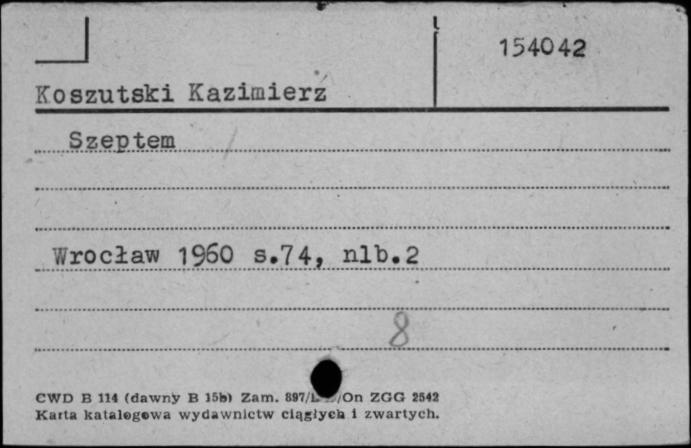 154042
Koszutski Kazimierz
Szeptem
Wrocław 1960 s.74, nlb.2
8
CWD B 114 (dawny B 15b) Zam. /On ZGG 2542
Karta katalogowa wydawnictw ciągłych i zwartych.